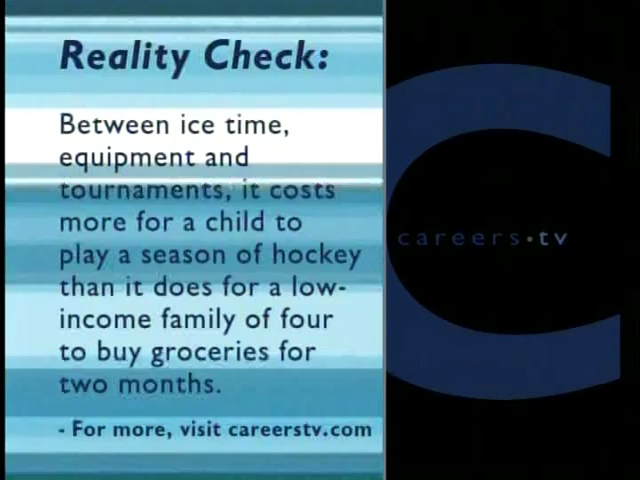 Reality Check:
Between ice time,
equipment and
tournaments, it costs
more for a child to
play a season of hockey
than it does for a low-
income family of four
to buy groceries for
two months.
- For more, visit careerstv.com
careers·tv